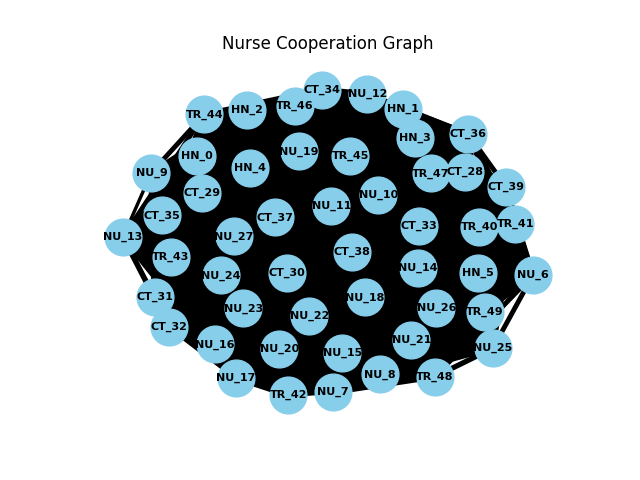 Nurse Cooperation Graph
CT_34
NU_12
TR_46
HN_1
HN_2
TR_44
CT_36
HN_3
NU_19
HN_0
TR_45
HN_4
CT_28
NU_9
TR_47
CT_39
CT_29
NU_10
NU_11
CT_35
CT_37
TR_41
CT_33
TR_40
NU_13
NU_27
CT_38
TR_43
NU_14
CT_30
HN_5
NU_24
NU_6
CT_31
NU_18
NU_23
NU_26
TR_49
NU_22
CT_32
NU_21
NU_16
NU_25
NU_20
NU_15
NU_8
TR_48
NU_17
NU_7
TR_42